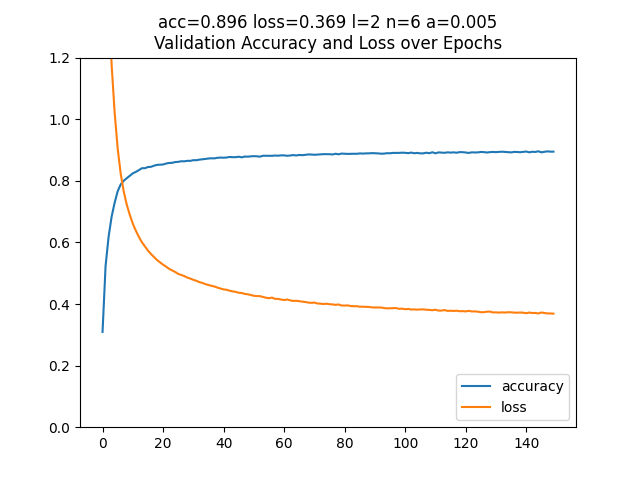 acc=0.896 loss=0.369 l=2 n=6 a=0.005
Validation Accuracy and Loss over Epochs
1.2
1.0
0.8
0.6
0.4
0.2
0.0
accuracy
loss
0 20 40 60 80 100 120 140